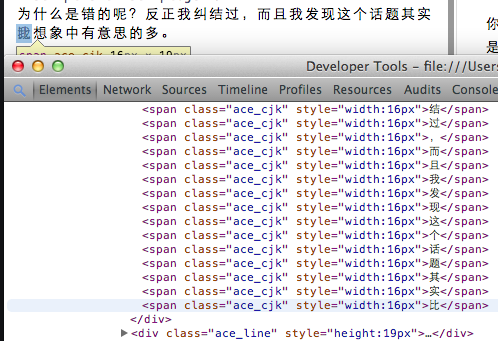 为什么是错的呢？反正我纠结过，而且我发现这个话题其实
比想象中有意思的多。
你
是
Developer Tools – file:///Users
Elements Network Sources Timeline Profiles Resources Audits Console
<span class="ace_cjk" style="width:16px">结</span>
<span class="ace_cjk" style="width:16px">过</span>
<span class="ace_cjk" style="width:16px">，</span>
<span class="ace_cjk" style="width:16px">而</span>
<span class="ace_cjk" style="width:16px">且</span>
<span class="ace_cjk" style="width:16px">我</span>
<span class="ace_cjk" style="width:16px">发</span>
<span class="ace_cjk" style="width:16px">现</span>
<span class="ace_cjk" style="width:16px">这</span>
<span class="ace_cjk" style="width:16px">个</span>
<span class="ace_cjk" style="width:16px">话</span>
<span class="ace_cjk" style="width:16px">题</span>
<span class="ace_cjk" style="width:16px">其</span>
<span class="ace_cjk" style="width:16px">实</span>
<span class="ace_cjk" style="width:16px">比</span>
</div>
▶<div class="ace_line" style="height:19px">…</div>